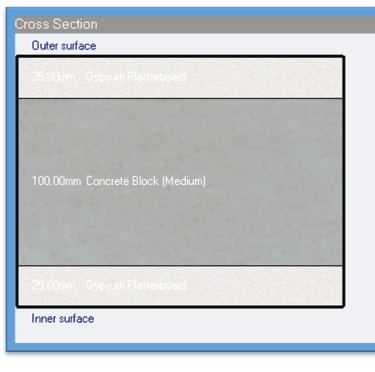 Cross Section
Outer surface
25.00mm Gypsum Plasterboard
100.00mm Concrete Block (Medium)
25.00mm Gypsum Plasterboard
Inner surface